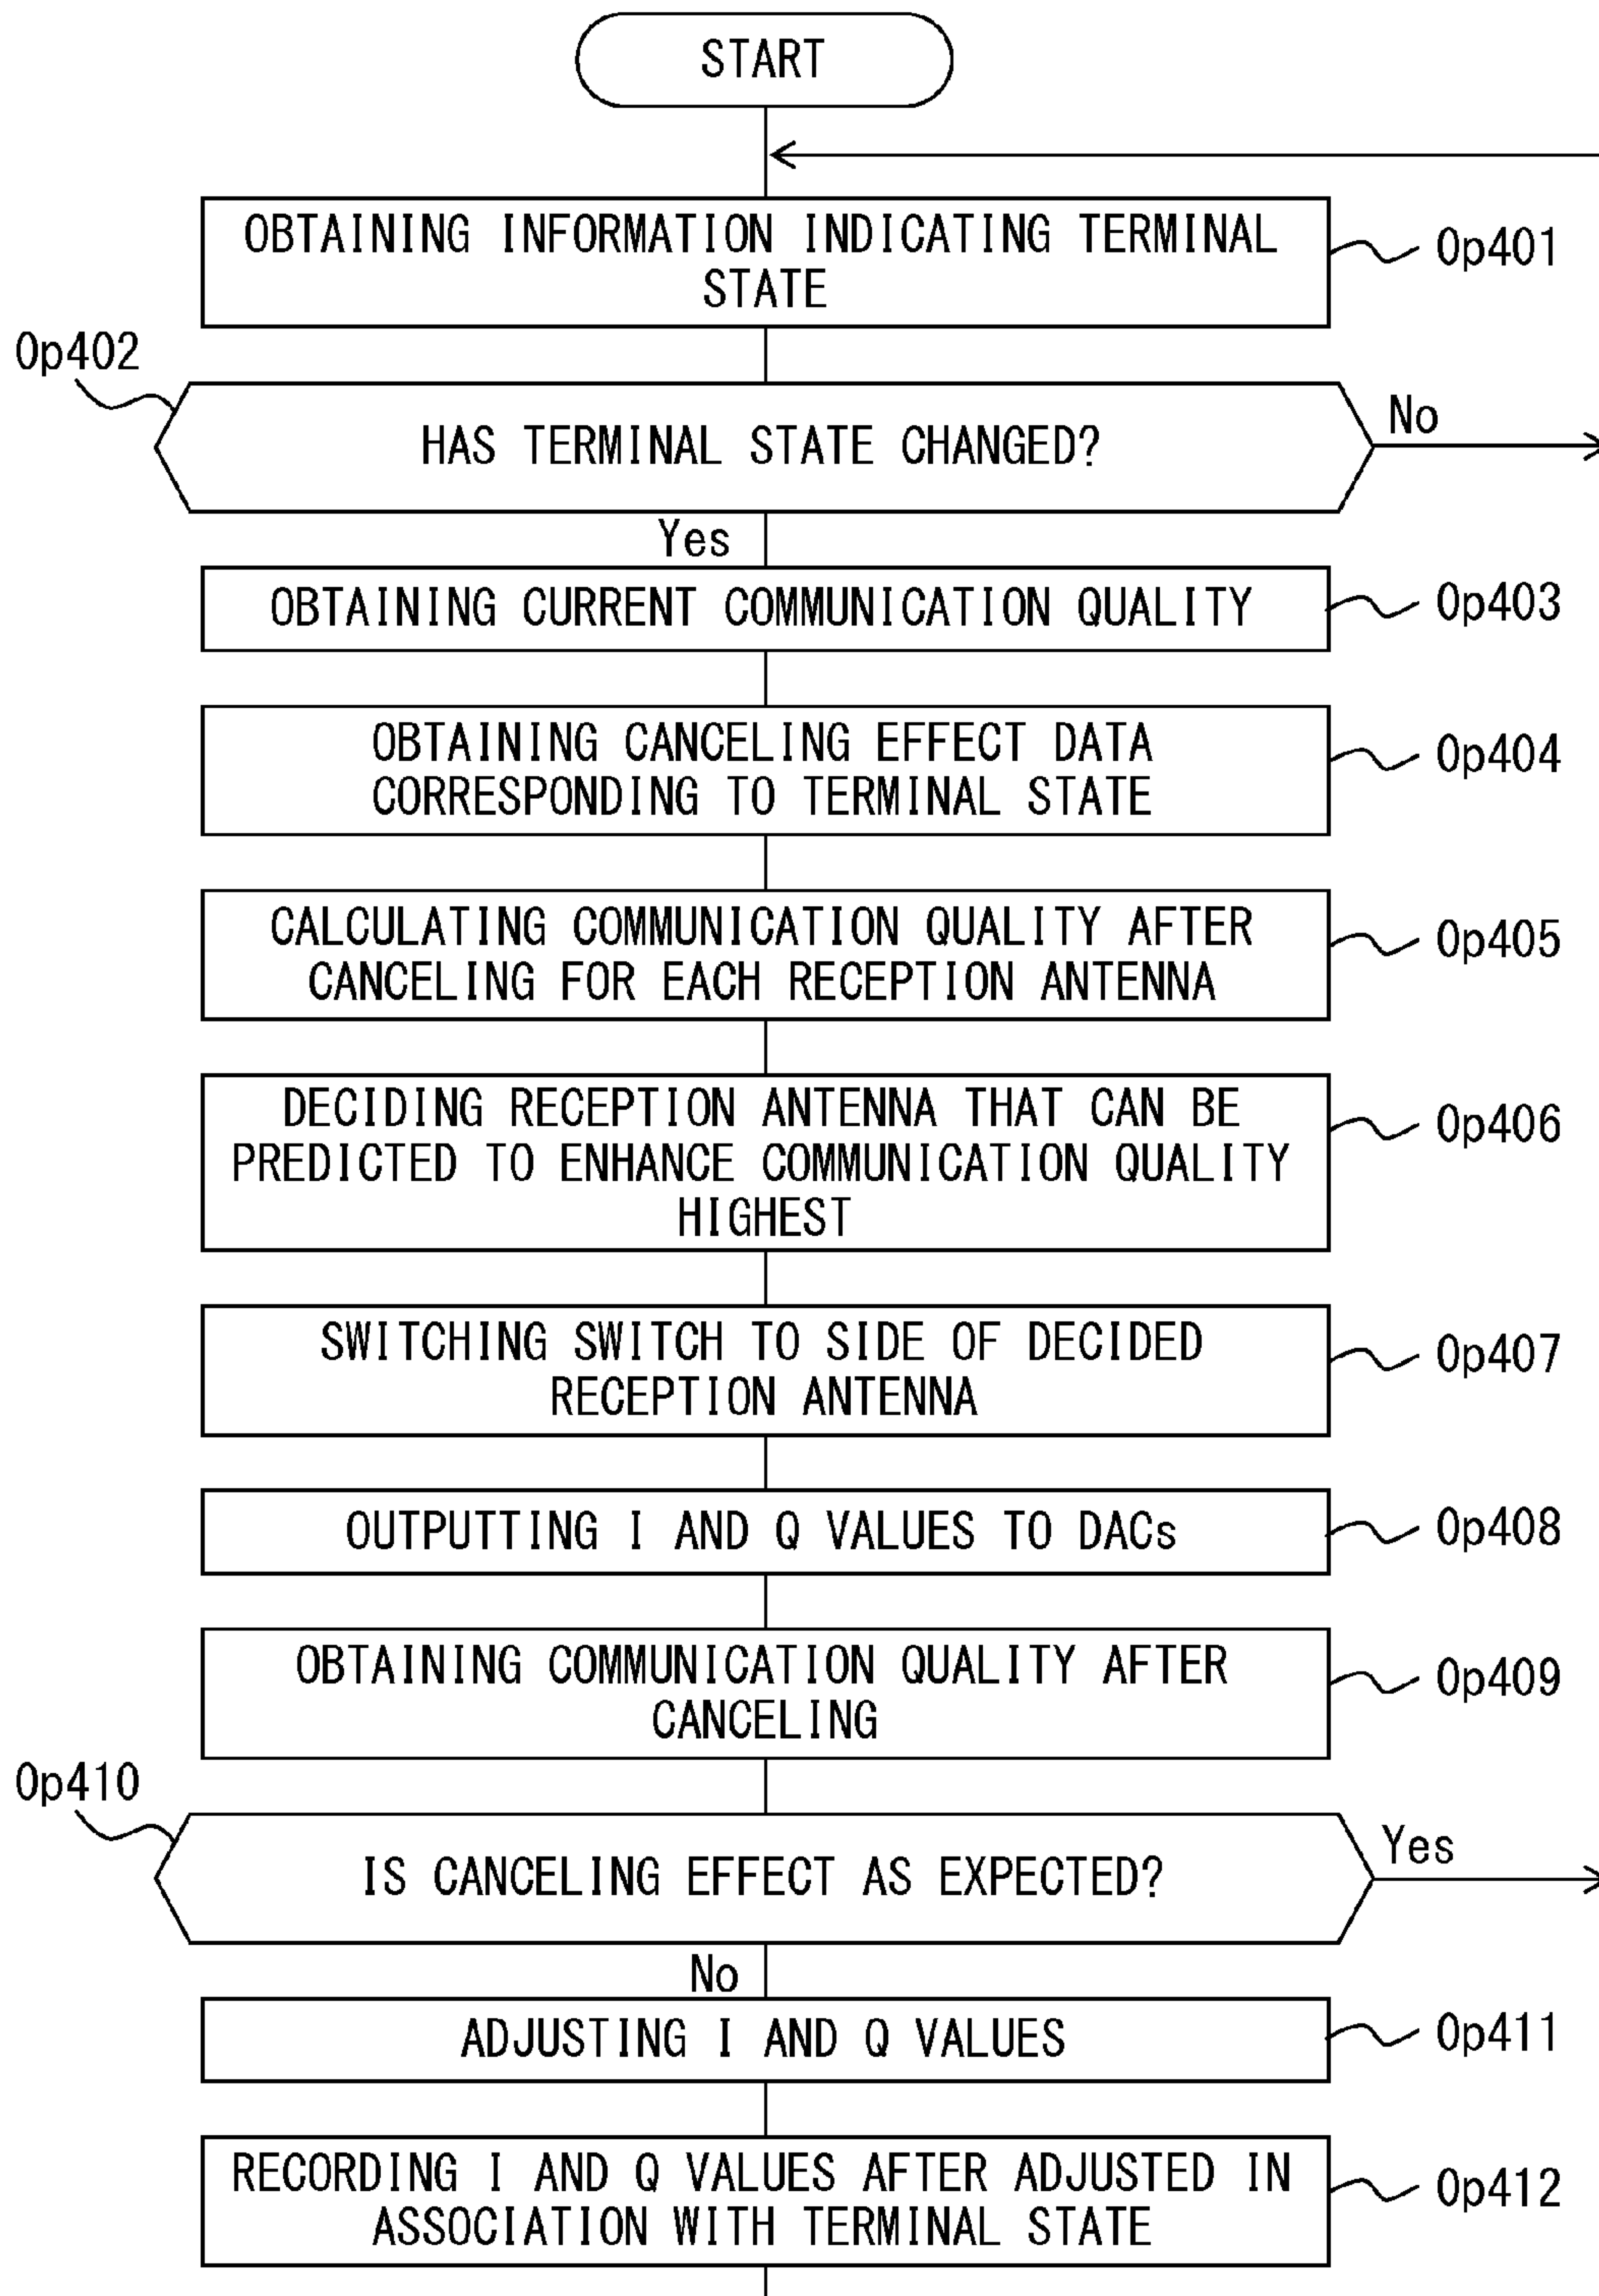 START
OBTAINING INFORMATION INDICATING TERMINAL
STATE
Op401
Op402
HAS TERMINAL STATE CHANGED?
No
Yes
OBTAINING CURRENT COMMUNICATION QUALITY
Op403
OBTAINING CANCELING EFFECT DATA
CORRESPONDING TO TERMINAL STATE
Op404
CALCULATING COMMUNICATION QUALITY AFTER
CANCELING FOR EACH RECEPTION ANTENNA
Op405
DECIDING RECEPTION ANTENNA THAT CAN BE
PREDICTED TO ENHANCE COMMUNICATION QUALITY
HIGHEST
Op406
SWITCHING SWITCH TO SIDE OF DECIDED
RECEPTION ANTENNA
Op407
OUTPUTTING I AND Q VALUES TO DACs
Op408
OBTAINING COMMUNICATION QUALITY AFTER
CANCELING
Op409
Op410
IS CANCELING EFFECT AS EXPECTED?
Yes
No
ADJUSTING I AND Q VALUES
Op411
RECORDING I AND Q VALUES AFTER ADJUSTED IN
ASSOCIATION WITH TERMINAL STATE
Op412